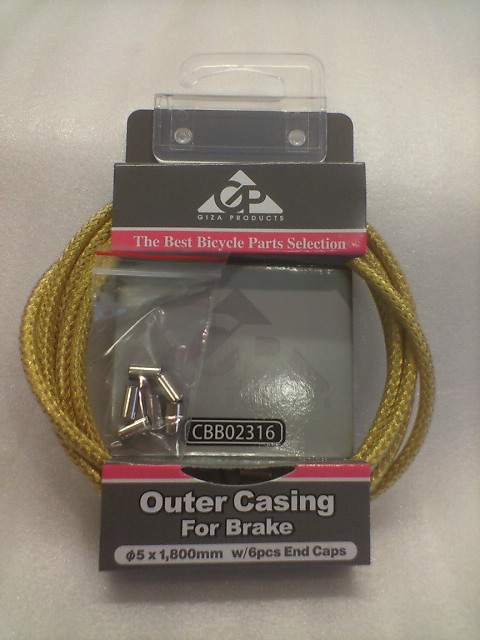 GP
GIZA PRODUCTS
The Best Bicycle Parts Selection
GP
CBB02316
Outer Casing
For Brake
φ5 x 1,800mm w/6pcs End Caps